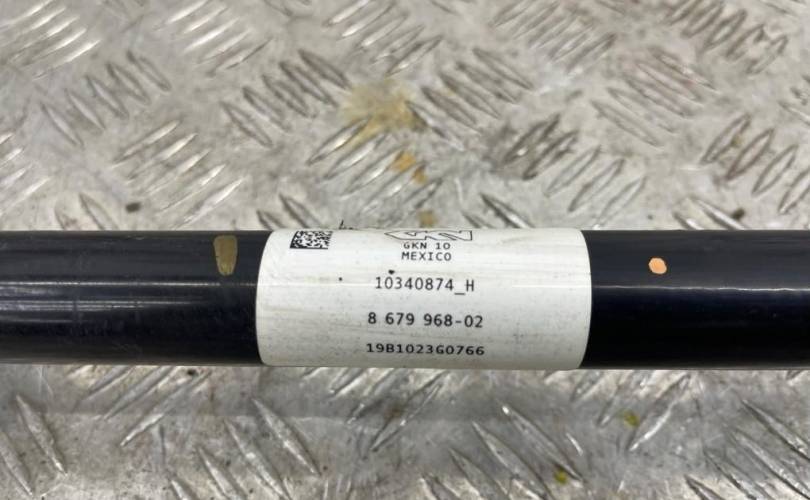 GKN 10
MEXICO
10340874_H
8 679 968-02
19B1023G0766